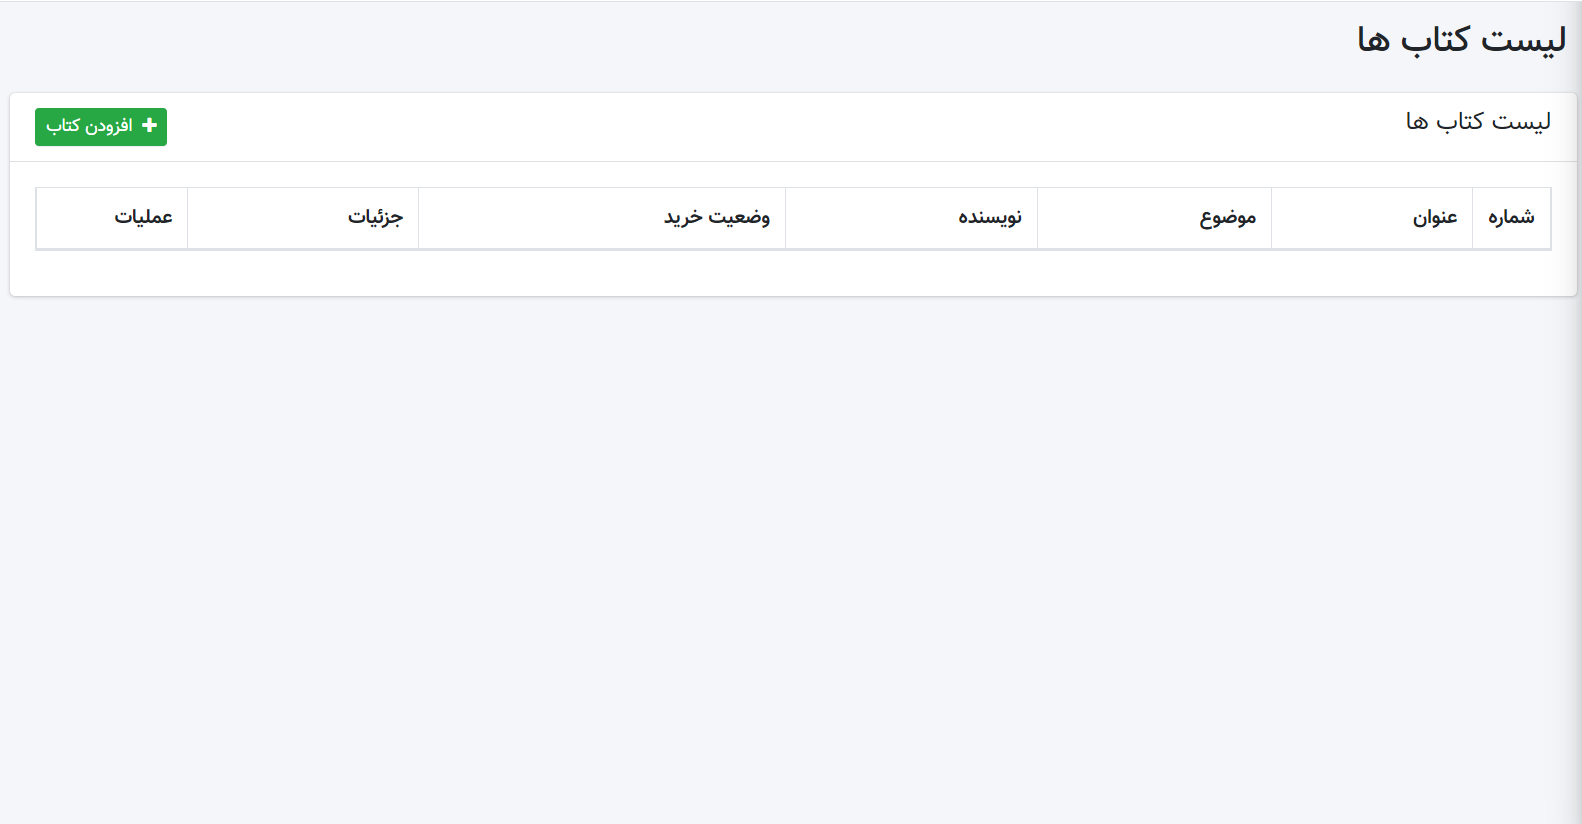 لیست کتاب ها
لیست کتاب ها
افزودن کتاب
شماره عنوان موضوع نویسنده وضعیت خرید جزئیات عملیات